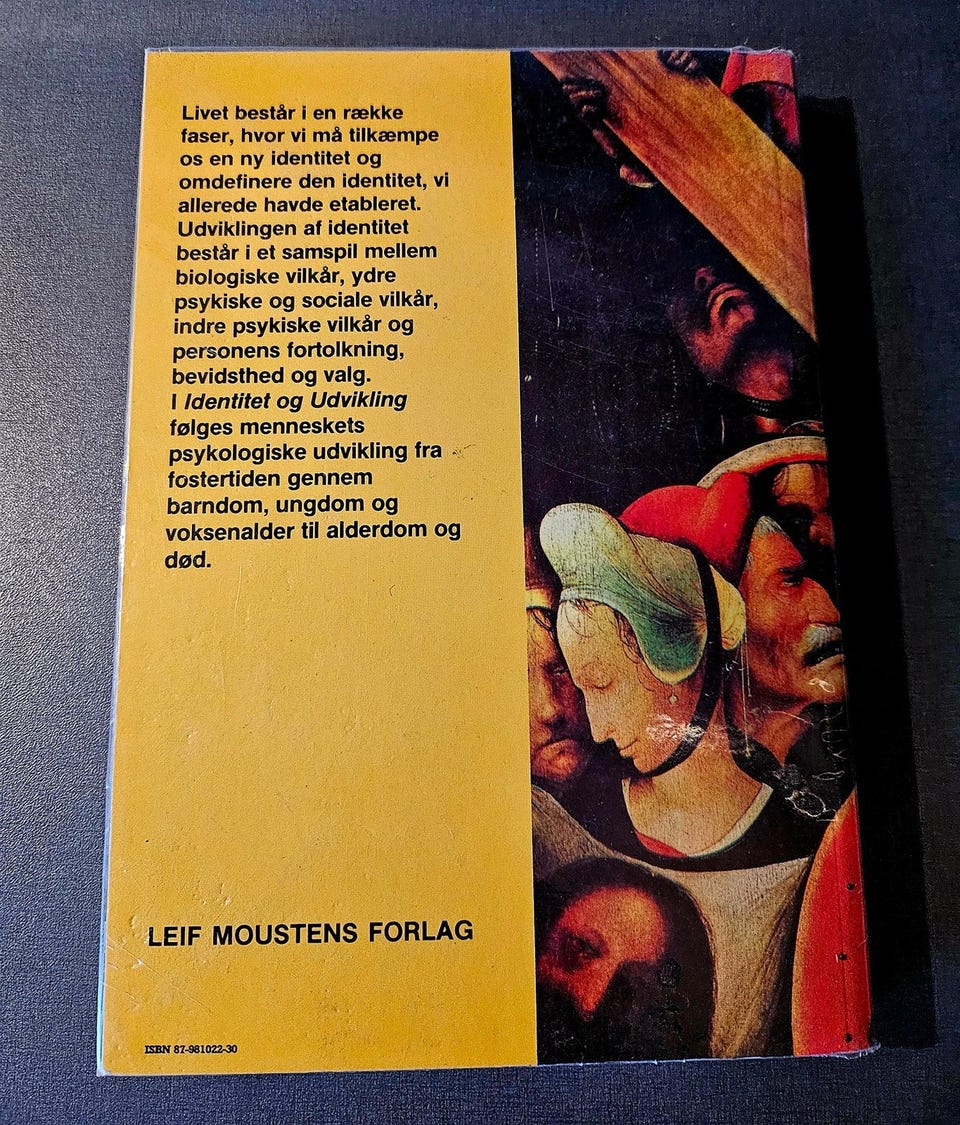 Livet består i en række
faser, hvor vi må tilkæmpe
os en ny identitet og
omdefinere den identitet, vi
allerede havde etableret.
Udviklingen af identitet
består i et samspil mellem
biologiske vilkår, ydre
psykiske og sociale vilkår,
indre psykiske vilkår og
personens fortolkning,
bevidsthed og valg.
I Identitet og Udvikling
følges menneskets
psykologiske udvikling fra
fostertiden gennem
barndom, ungdom og
voksenalder til alderdom og
død.
LEIF MOUSTENS FORLAG
ISBN 87-981022-30